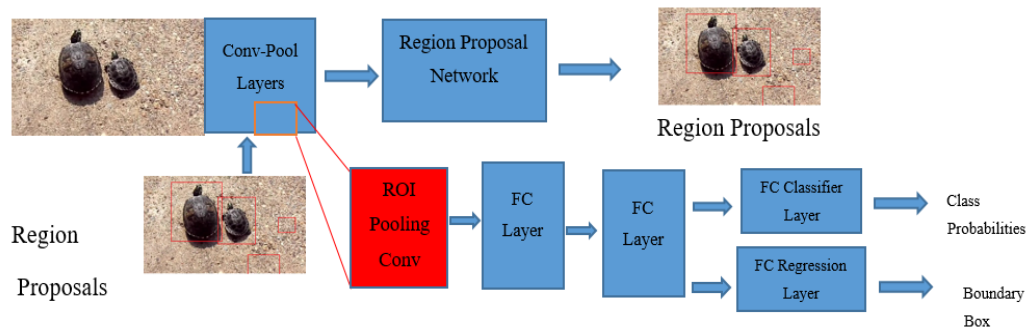 Conv-Pool
Layers
Region Proposal
Network
Region Proposals
Region
Proposals
ROI
Pooling
Conv
FC
Layer
FC
Layer
FC Classifier
Layer
Class
Probabilities
FC Regression
Layer
Boundary
Box